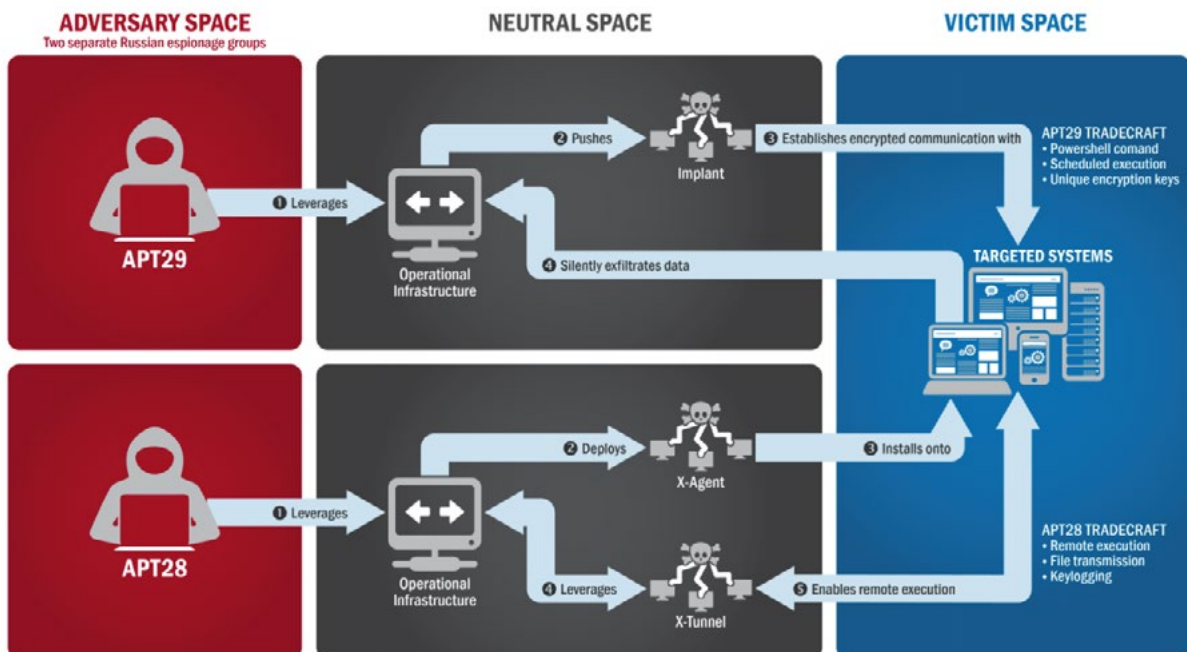 ADVERSARY SPACE
Two separate Russian espionage groups
NEUTRAL SPACE
VICTIM SPACE
APT29
❶ Leverages
Operational
Infrastructure
❷ Pushes
Implant
❸ Establishes encrypted communication with
❹ Silently exfiltrates data
APT29 TRADECRAFT
• Powershell comand
• Scheduled execution
• Unique encryption keys
TARGETED SYSTEMS
APT28
❶ Leverages
Operational
Infrastructure
❷ Deploys
X-Agent
❸ Installs onto
❹ Leverages
X-Tunnel
❺ Enables remote execution
APT28 TRADECRAFT
• Remote execution
• File transmission
• Keylogging